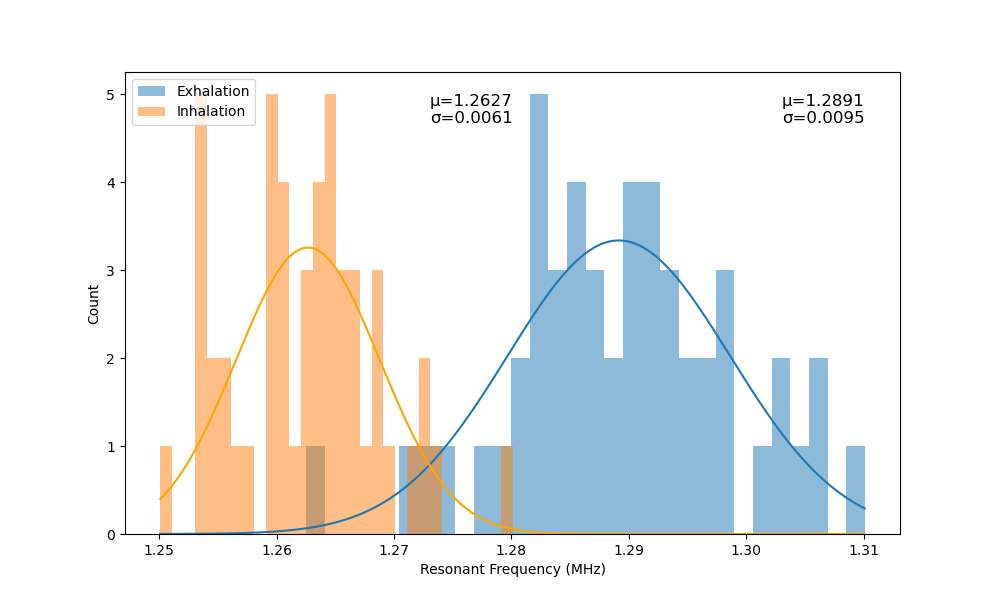 Exhalation
Inhalation
μ=1.2627
σ=0.0061
μ=1.2891
σ=0.0095
5
4
3
2
1
0
Count
1.25 1.26 1.27 1.28 1.29 1.30 1.31
Resonant Frequency (MHz)